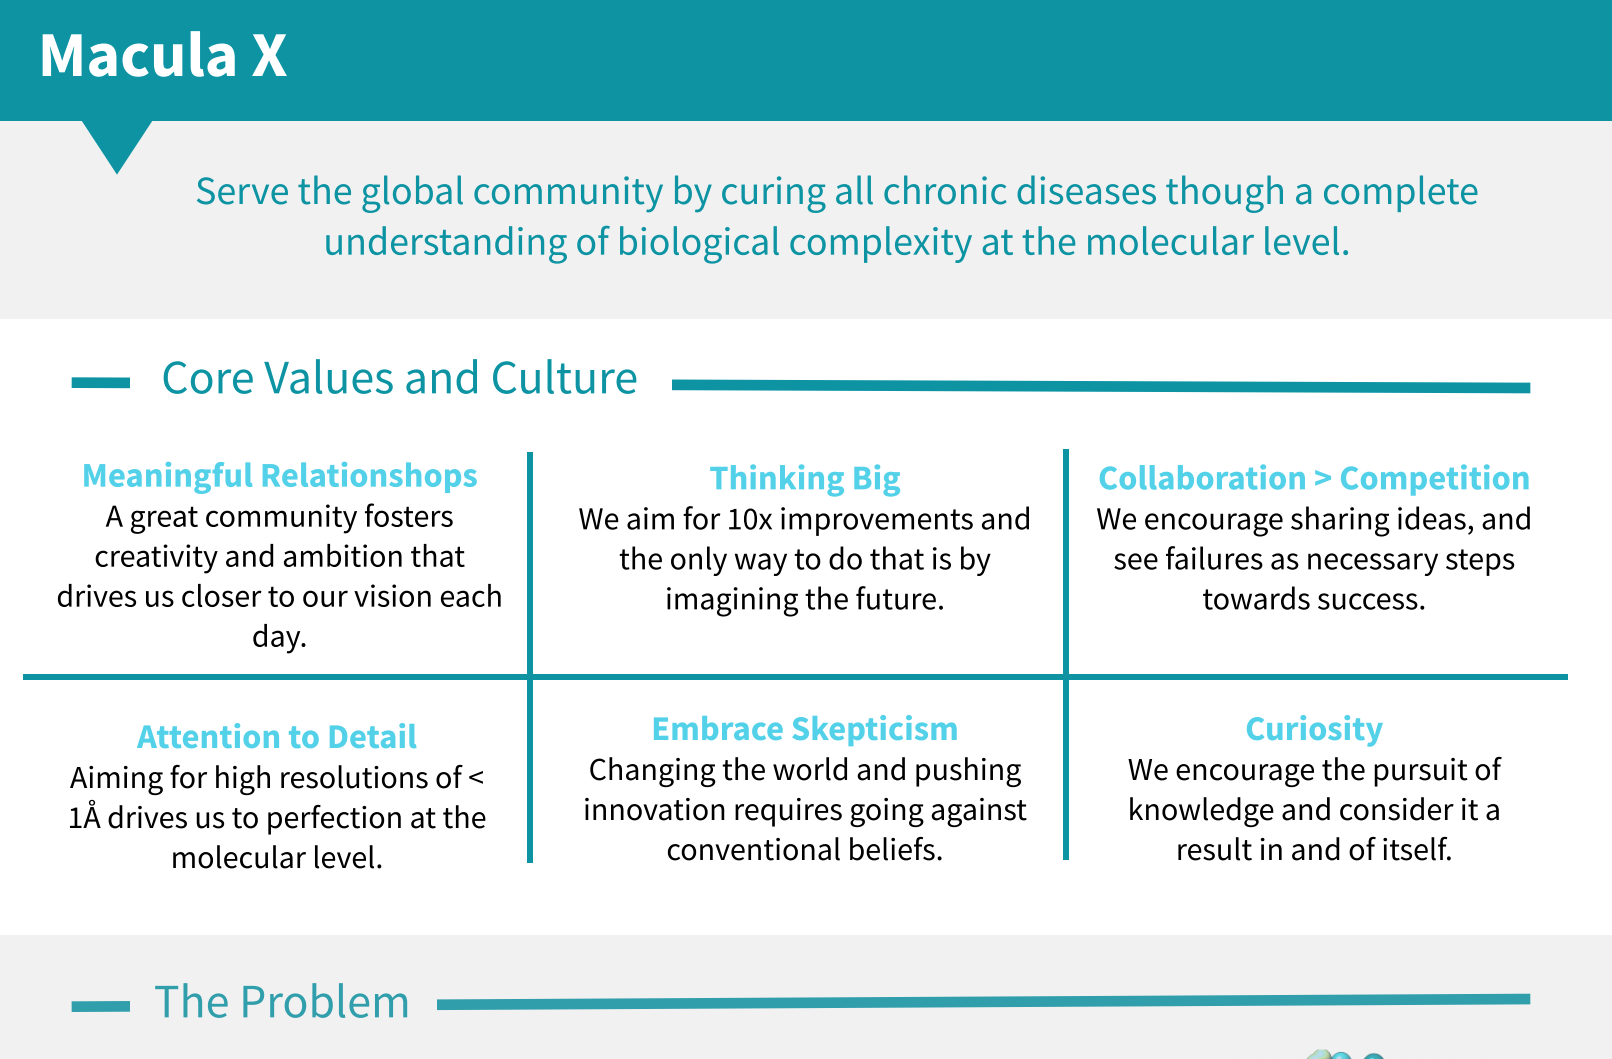 Macula X
Serve the global community by curing all chronic diseases though a complete
understanding of biological complexity at the molecular level.
Core Values and Culture
Meaningful Relationshops
A great community fosters
creativity and ambition that
drives us closer to our vision each
day.
Thinking Big
We aim for 10x improvements and
the only way to do that is by
imagining the future.
Collaboration > Competition
We encourage sharing ideas, and
see failures as necessary steps
towards success.
Attention to Detail
Aiming for high resolutions of <
1Å drives us to perfection at the
molecular level.
Embrace Skepticism
Changing the world and pushing
innovation requires going against
conventional beliefs.
Curiosity
We encourage the pursuit of
knowledge and consider it a
result in and of itself.
The Problem